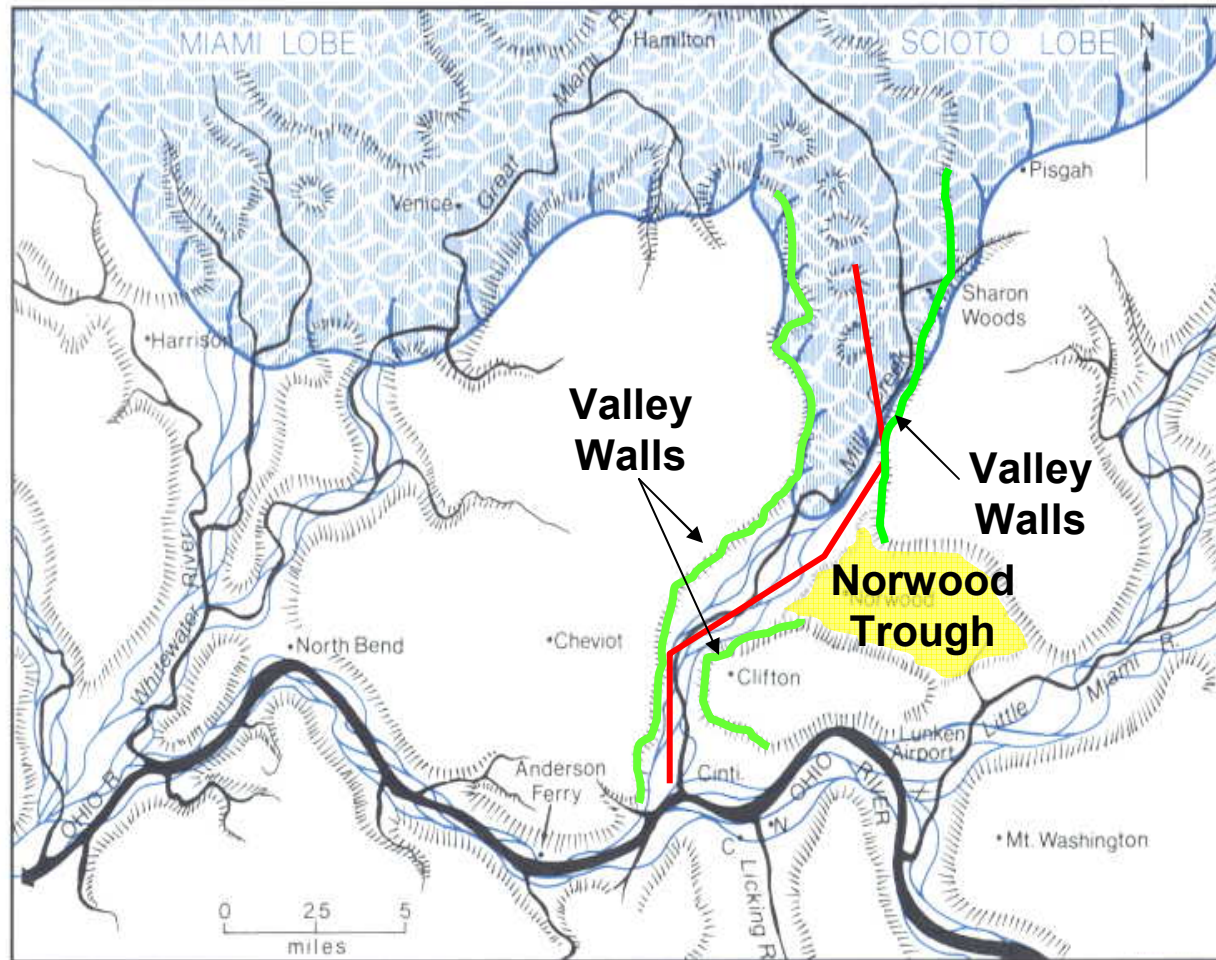 MIAMI LOBE
SCIOTO LOBE
N
Hamilton
Great Miami R.
Pisgah
Venice
Sharon
Woods
Harrison
Mill Creek
Valley
Walls
Valley
Walls
Norwood
Trough
Norwood
Whitewater River
North Bend
Cheviot
Clifton
Little Miami R.
Lunken
Airport
Anderson
Ferry
Cinti.
OHIO RIVER
OHIO R.
N
C
Licking R.
Mt. Washington
0 25 5
miles